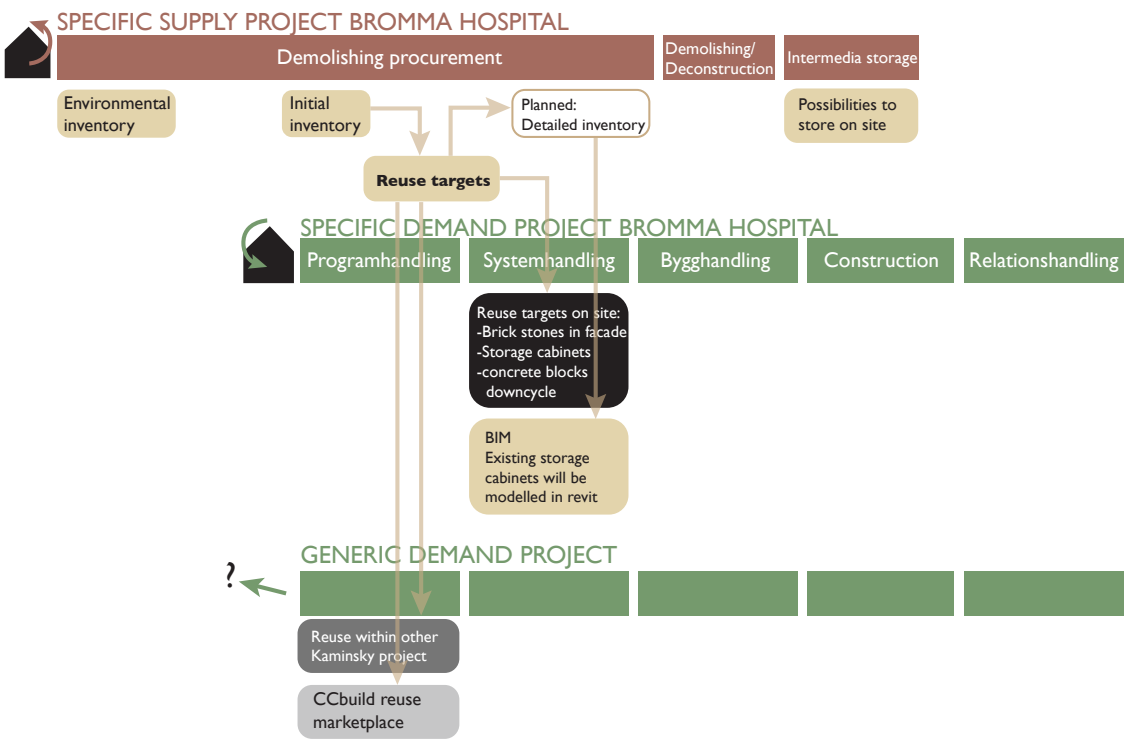 SPECIFIC SUPPLY PROJECT BROMMA HOSPITAL
Demolishing procurement
Demolishing/
Deconstruction
Intermedia storage
Environmental
inventory
Initial
inventory
Planned:
Detailed inventory
Possibilities to
store on site
Reuse targets
SPECIFIC DEMAND PROJECT BROMMA HOSPITAL
Programhandling
Systemhandling
Bygghandling
Construction
Relationshandling
Reuse targets on site:
-Brick stones in facade
-Storage cabinets
-concrete blocks
downcycle
BIM
Existing storage
cabinets will be
modelled in revit
GENERIC DEMAND PROJECT
?
Reuse within other
Kaminsky project
CCbuild reuse
marketplace